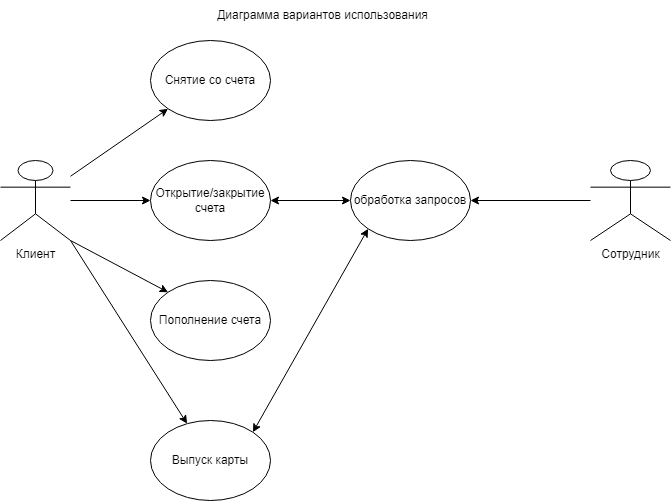 Диаграмма вариантов использования
Снятие со счета
Открытие/закрытие
счета
обработка запросов
Клиент
Сотрудник
Пополнение счета
Выпуск карты